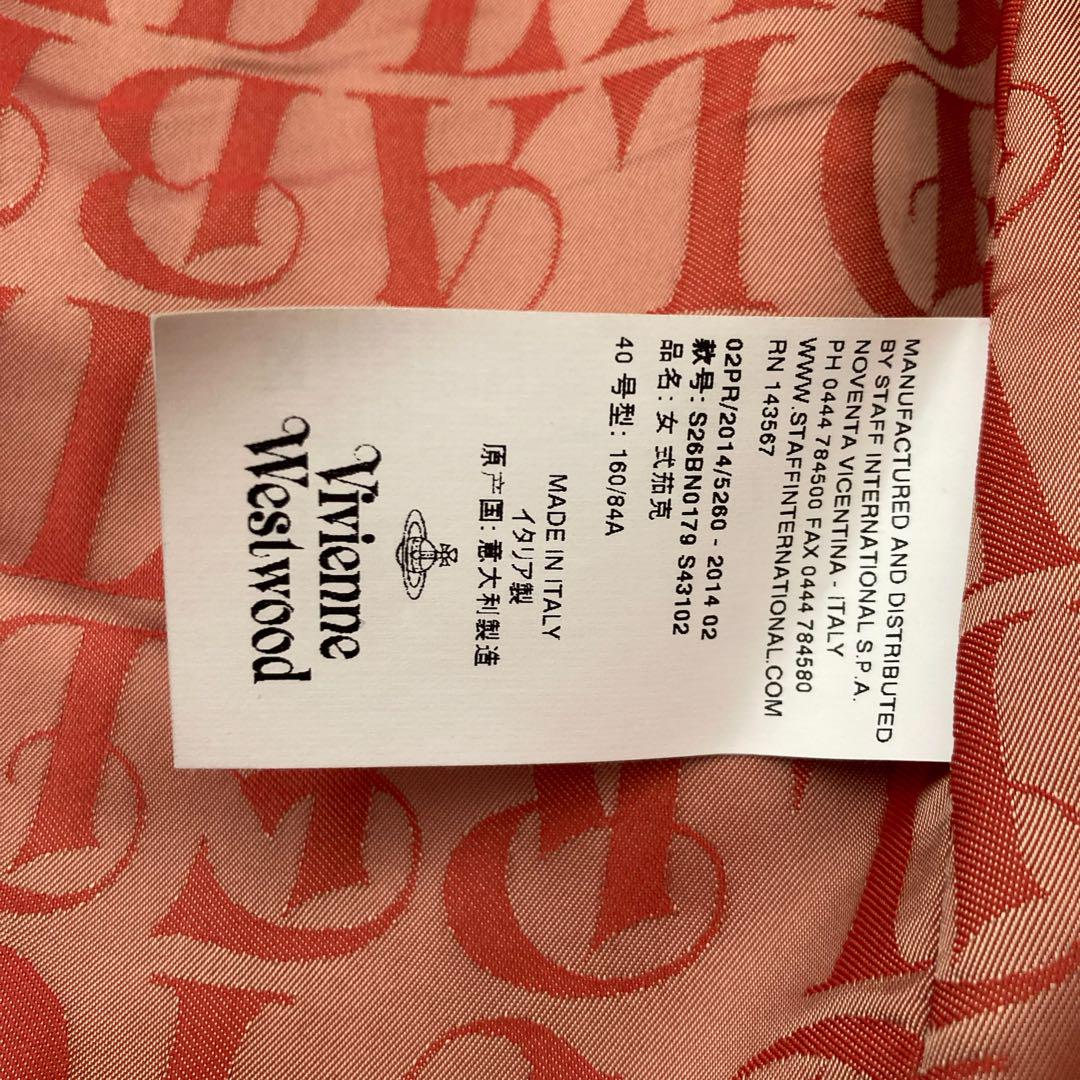 MANUFACTURED AND DISTRIBUTED
BY STAFF INTERNATIONAL S.P.A.
NOVENTA VICENTINA - ITALY
PH 0444 784500 FAX 0444 784580
WWW.STAFFINTERNATIONAL.COM
RN 143567
02PR/2014/5260 - 2014 02
款号: S26BN0179 S43102
品名: 女式茄克
40 号型: 160/84A
MADE IN ITALY
イタリア製
原产国: 意大利製造
Vivienne
Westwood